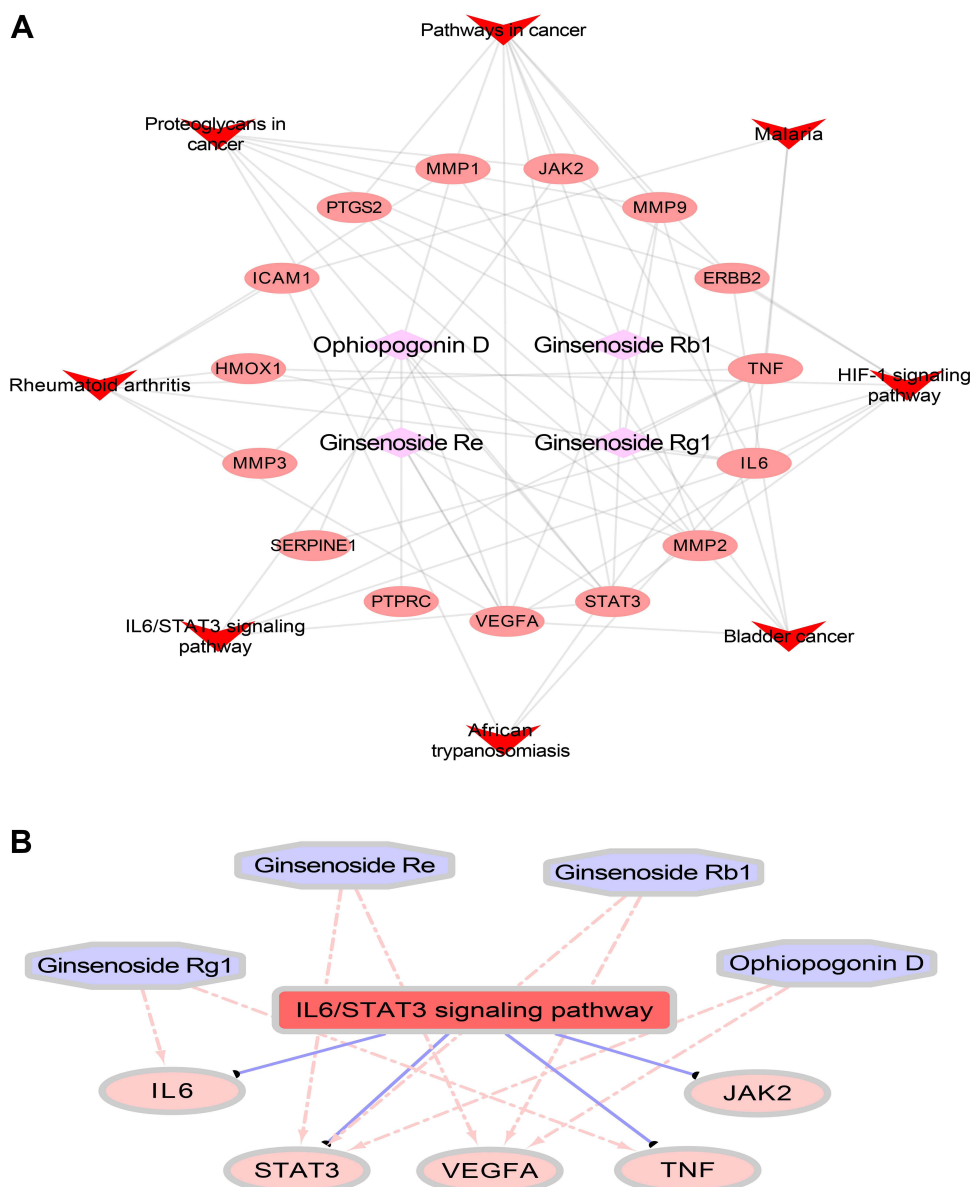 A
Pathways in cancer
Proteoglycans in
cancer
Malaria
MMP1
JAK2
PTGS2
MMP9
ICAM1
ERBB2
Ophiopogonin D
Ginsenoside Rb1
HMOX1
TNF
Rheumatoid arthritis
HIF-1 signaling
pathway
Ginsenoside Re
Ginsenoside Rg1
MMP3
IL6
SERPINE1
MMP2
PTPRC
STAT3
VEGFA
IL6/STAT3 signaling
pathway
Bladder cancer
African
trypanosomiasis
B
Ginsenoside Re
Ginsenoside Rb1
Ginsenoside Rg1
Ophiopogonin D
IL6/STAT3 signaling pathway
IL6
JAK2
STAT3
VEGFA
TNF